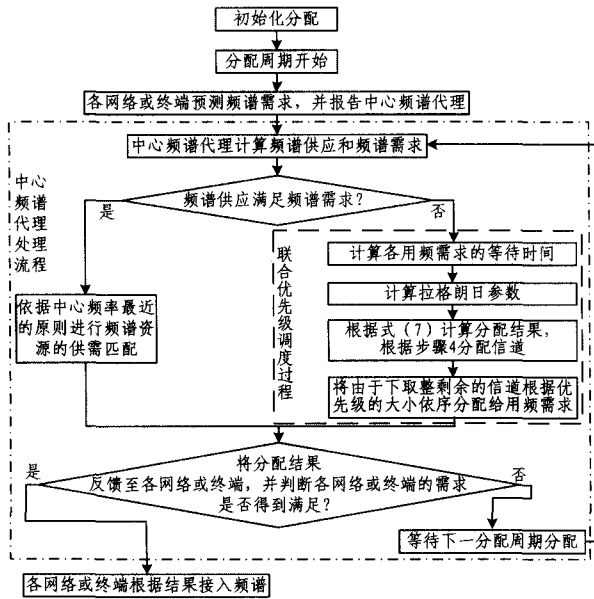 初始化分配
分配周期开始
各网络或终端预测频谱需求，并报告中心频谱代理
中心频谱代理计算频谱供应和频谱需求
中心
频谱
代理
处理
流程
频谱供应满足频谱需求?
是
否
联合优先级调度过程
计算各用频需求的等待时间
计算拉格朗日参数
根据式（7）计算分配结果，
根据步骤4分配信道
将由于下取整剩余的信道根据优
先级的大小依序分配给用频需求
依据中心频率最近
的原则进行频谱资
源的供需匹配
将分配结果
反馈至各网络或终端，并判断各网络或终端的需求
是否得到满足?
是
否
等待下一分配周期分配
各网络或终端根据结果接入频谱